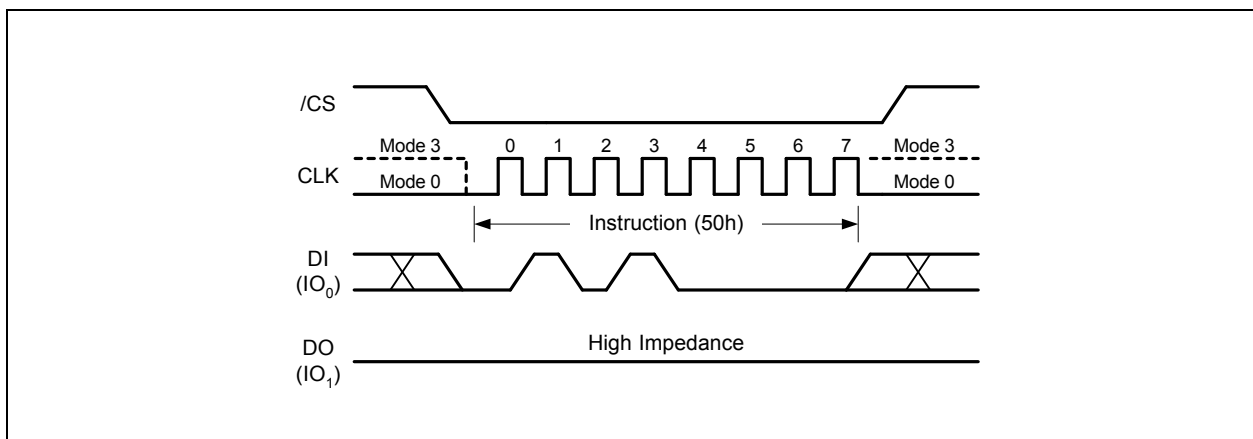 /CS
Mode 3 0 1 2 3 4 5 6 7 Mode 3
CLK
Mode 0 Mode 0
Instruction (50h)
DI
(IO₀)
High Impedance
DO
(IO₁)